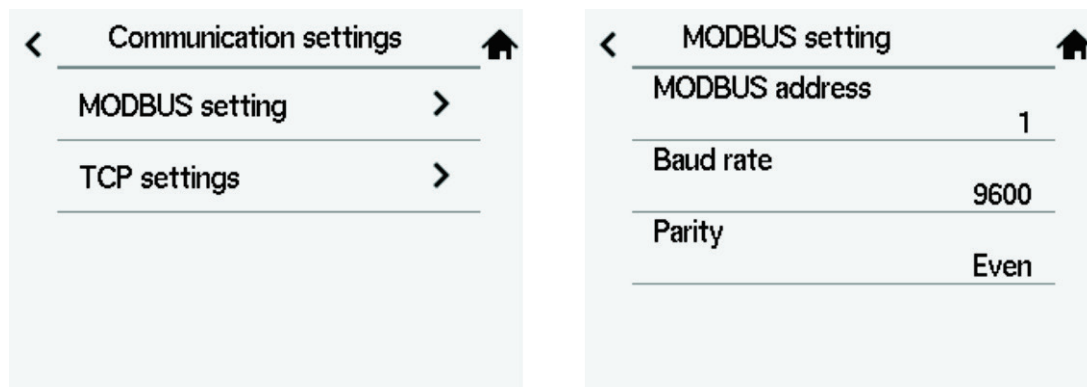 Communication settings
MODBUS setting
TCP settings
MODBUS setting
MODBUS address
1
Baud rate
9600
Parity
Even